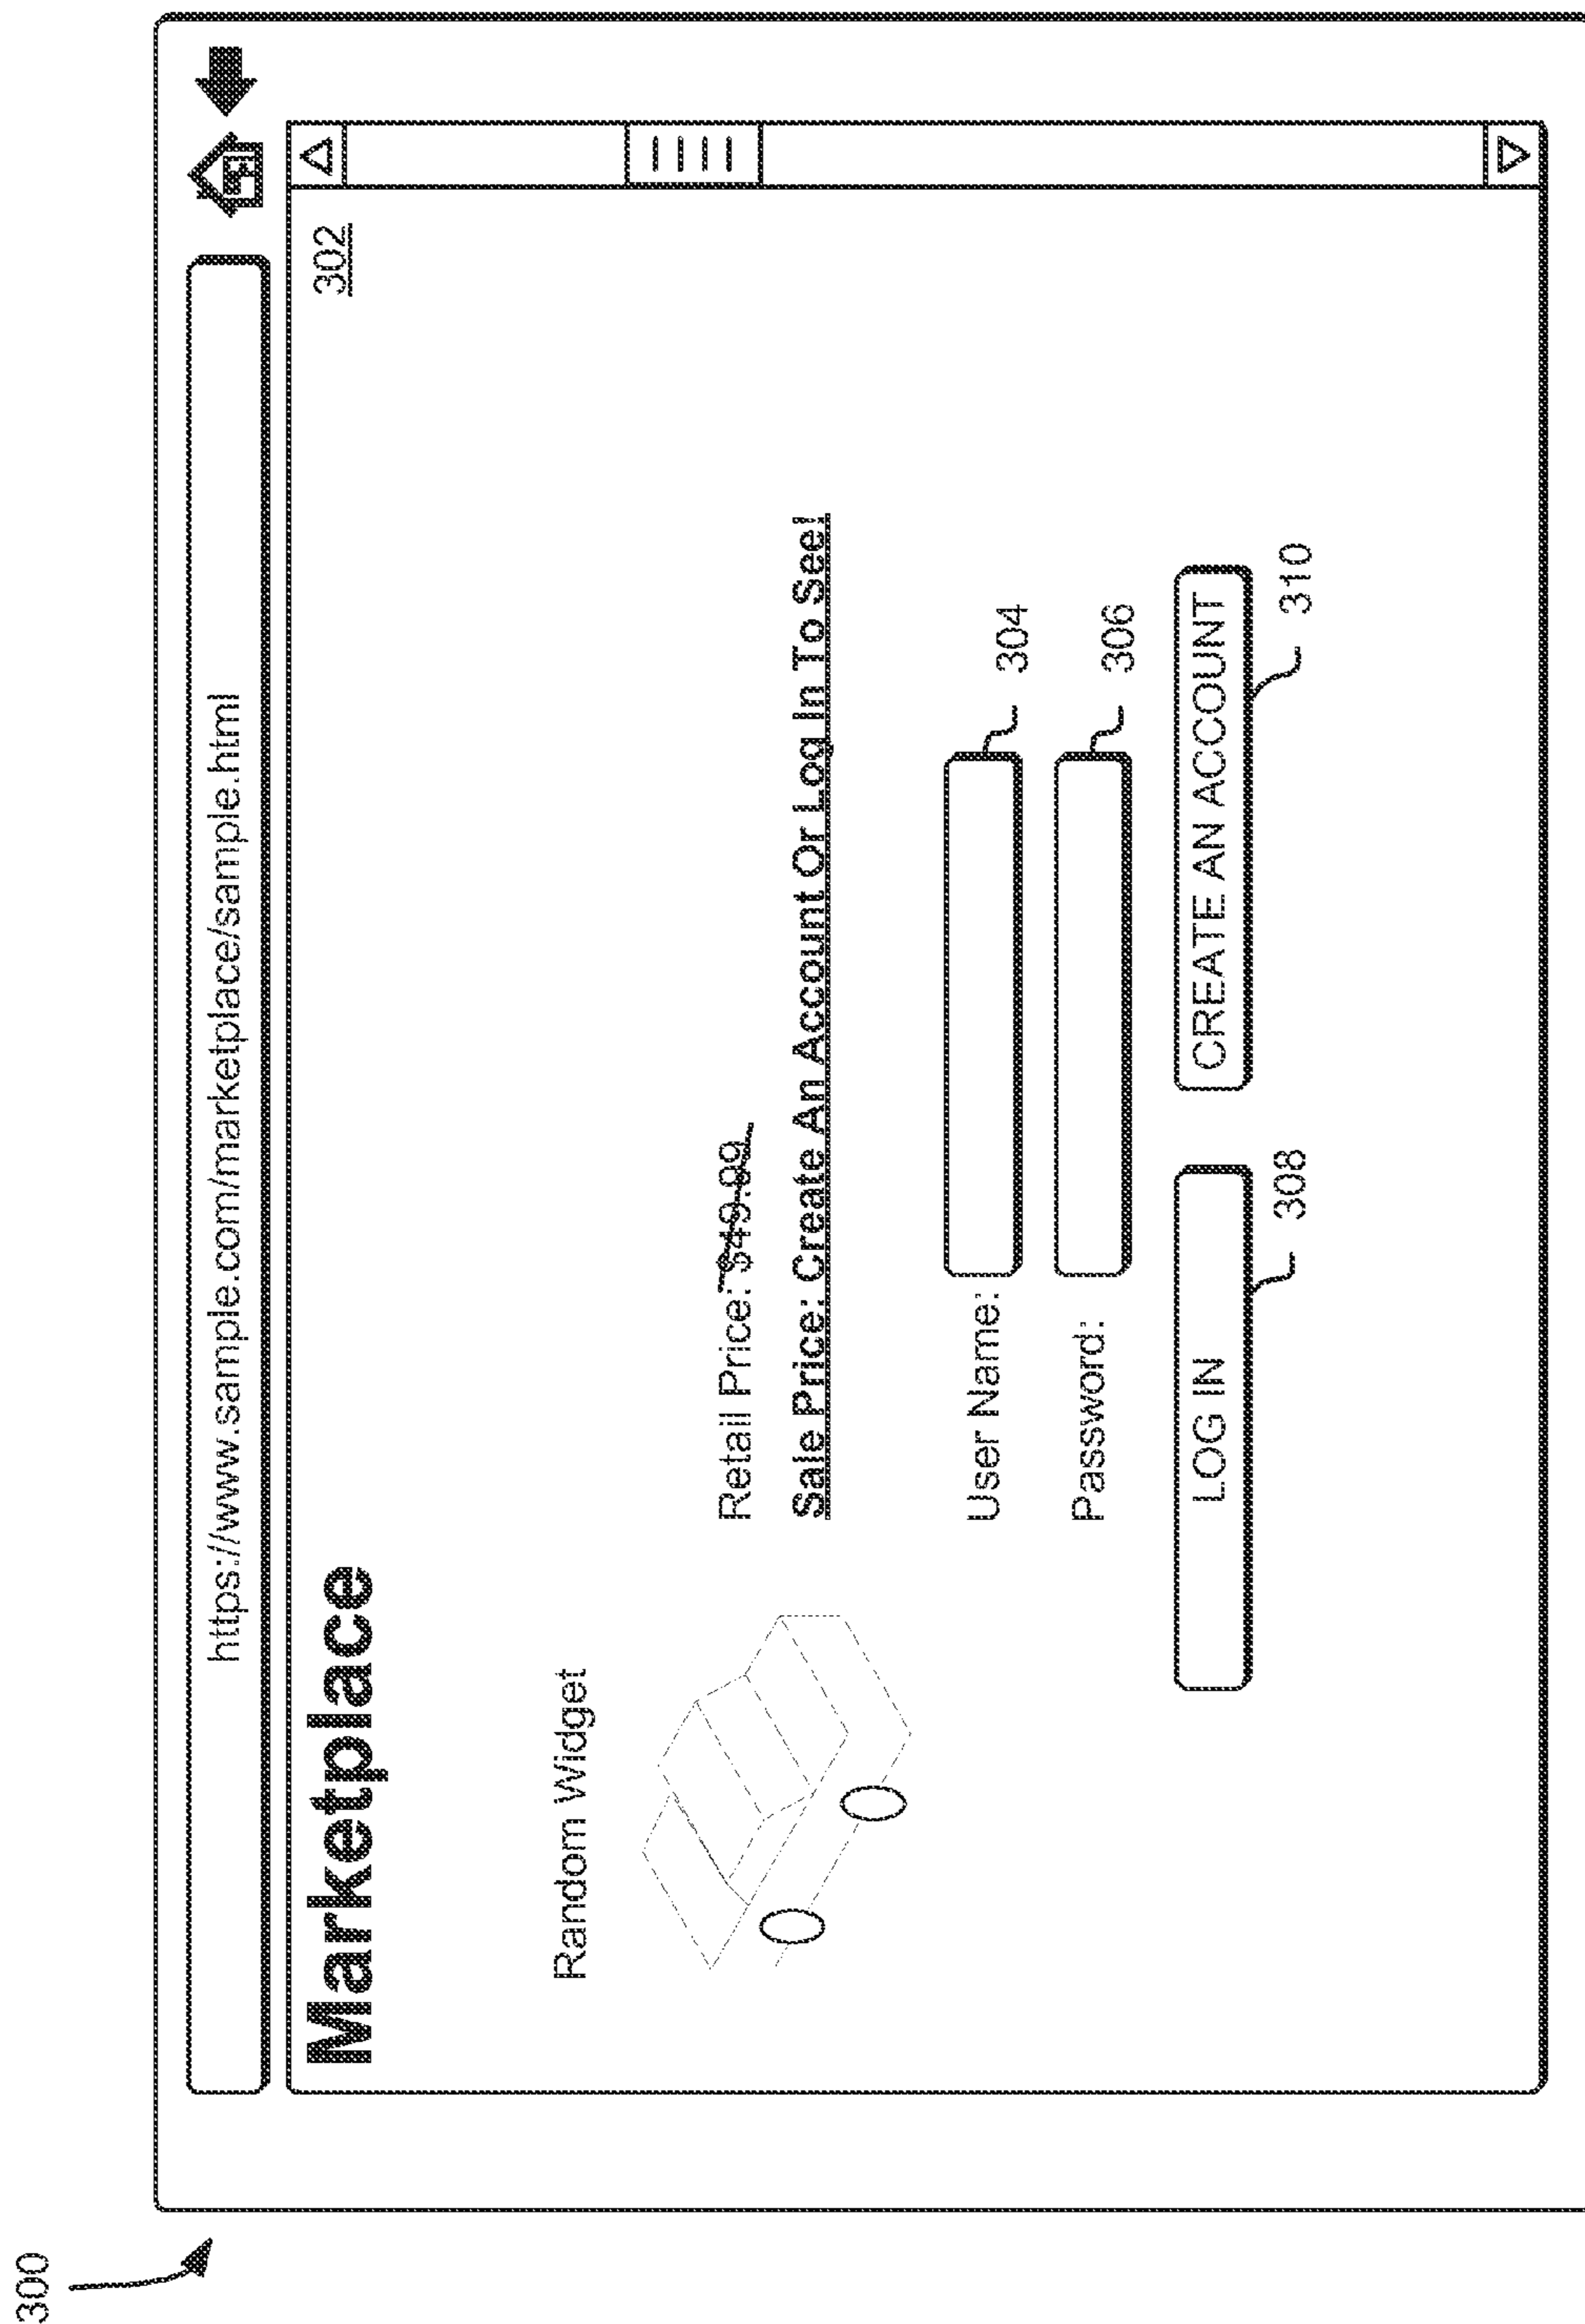 300
https://www.sample.com/marketplace/sample.html
Marketplace
302
Random Widget
Retail Price: $49.99
Sale Price: Create An Account Or Log In To See!
User Name:
304
Password:
306
LOG IN
CREATE AN ACCOUNT
308
310